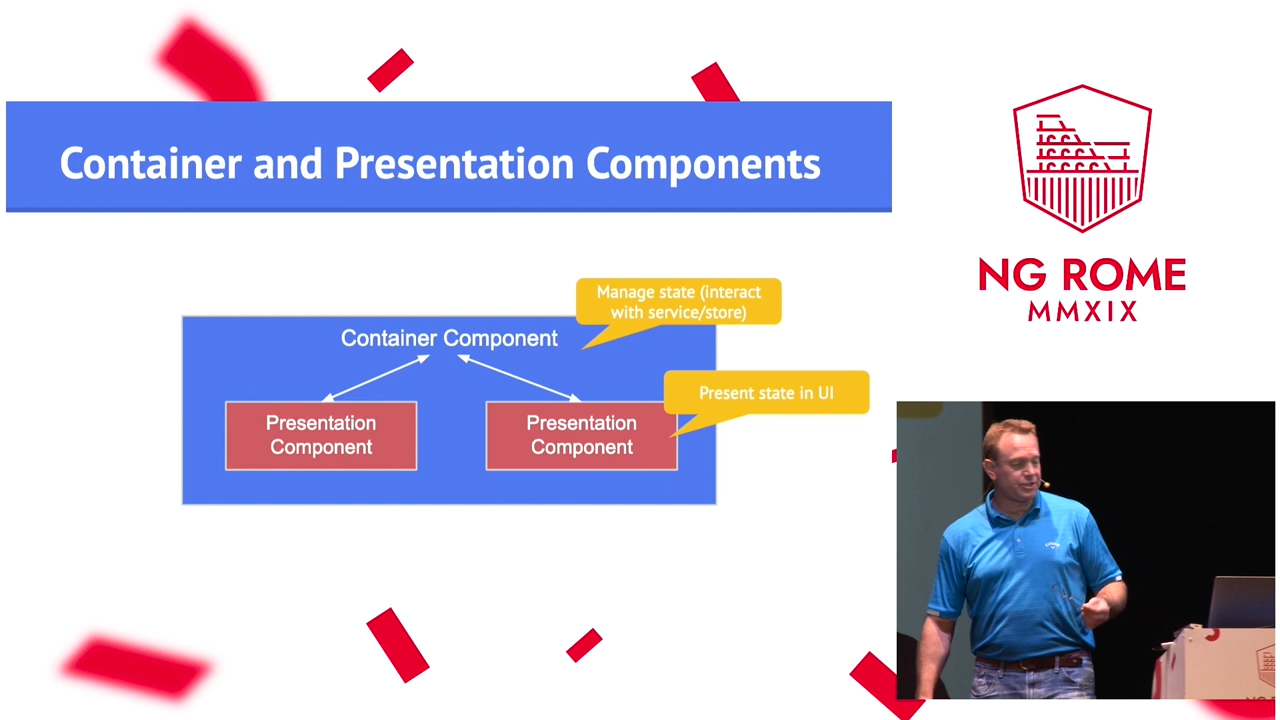 Container and Presentation Components
NG ROME
MMXIX
Manage state (interact
with service/store)
Container Component
Present state in UI
Presentation
Component
Presentation
Component